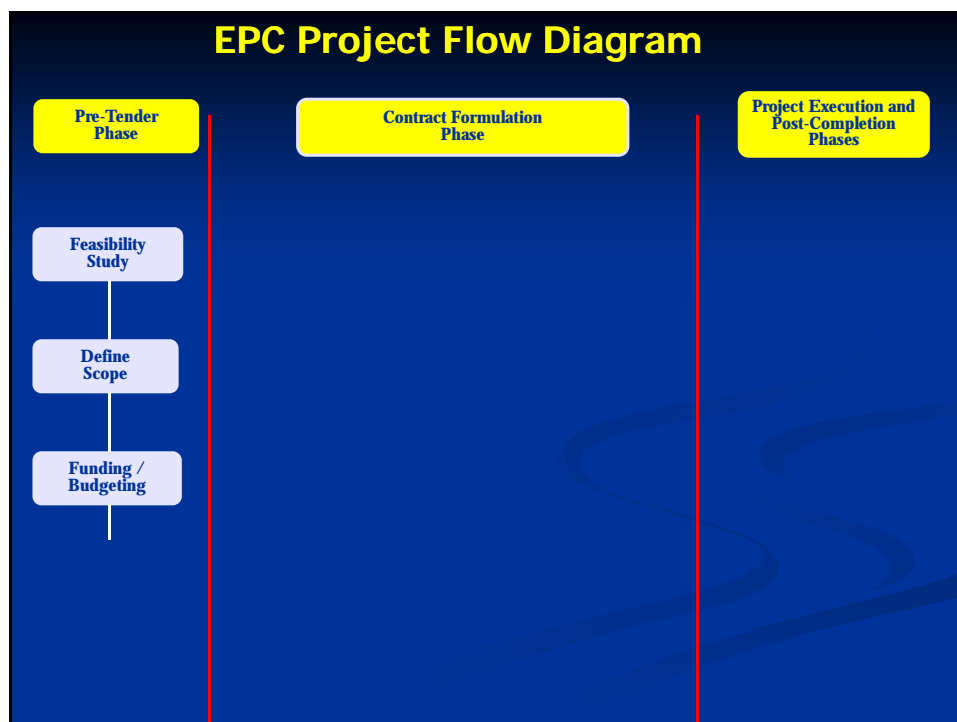 EPC Project Flow Diagram
Pre-Tender
Phase
Contract Formulation
Phase
Project Execution and
Post-Completion
Phases
Feasibility
Study
Define
Scope
Funding /
Budgeting